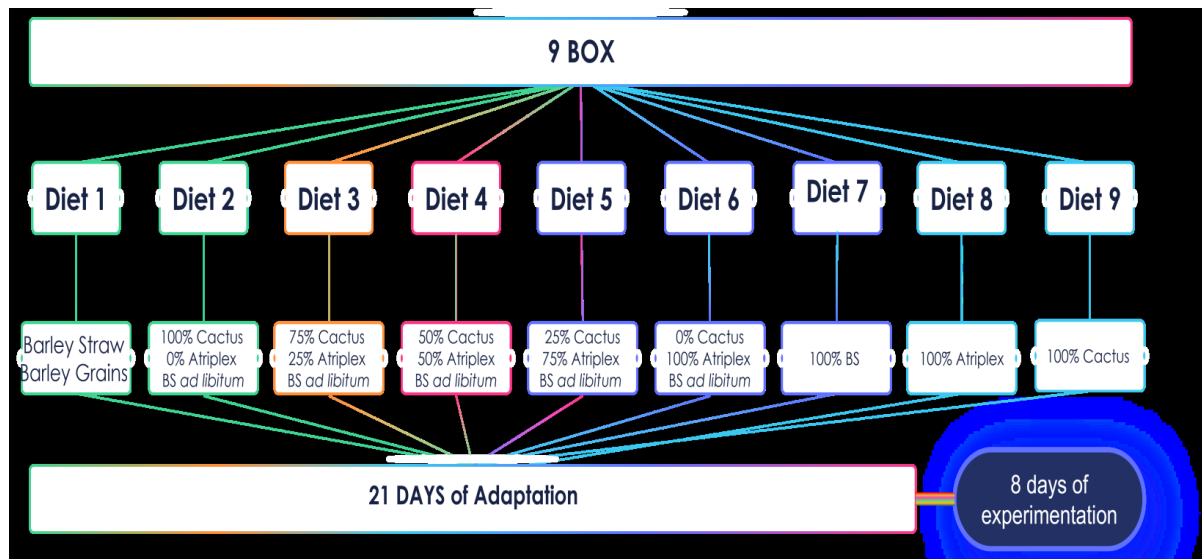 9 BOX
Diet 1
Diet 2
Diet 3
Diet 4
Diet 5
Diet 6
Diet 7
Diet 8
Diet 9
Barley Straw
Barley Grains
100% Cactus
0% Atriplex
BS ad libitum
75% Cactus
25% Atriplex
BS ad libitum
50% Cactus
50% Atriplex
BS ad libitum
25% Cactus
75% Atriplex
BS ad libitum
0% Cactus
100% Atriplex
BS ad libitum
100% BS
100% Atriplex
100% Cactus
21 DAYS of Adaptation
8 days of
experimentation